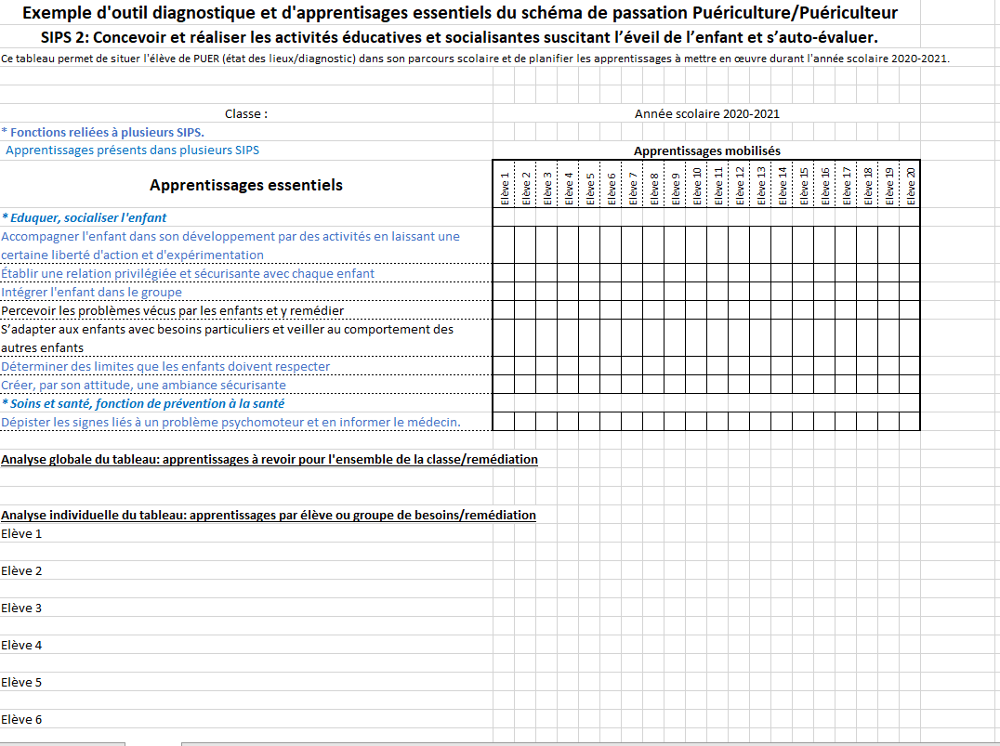 Exemple d'outil diagnostique et d'apprentisages essentiels du schéma de passation Puériculture/Puériculteur
SIPS 2: Concevoir et réaliser les activités éducatives et socialisantes suscitant l’éveil de l’enfant et s’auto-évaluer.
Ce tableau permet de situer l'élève de PUER (état des lieux/diagnostic) dans son parcours scolaire et de planifier les apprentissages à mettre en œuvre durant l'année scolaire 2020-2021.
Classe :
Année scolaire 2020-2021
* Fonctions reliées à plusieurs SIPS.
Apprentissages présents dans plusieurs SIPS
Apprentissages mobilisés
Apprentissages essentiels
Elève 1
Elève 2
Elève 3
Elève 4
Elève 5
Elève 6
Elève 7
Elève 8
Elève 9
Elève 10
Elève 11
Elève 12
Elève 13
Elève 14
Elève 15
Elève 16
Elève 17
Elève 18
Elève 19
Elève 20
* Eduquer, socialiser l'enfant
Accompagner l'enfant dans son développement par des activités en laissant une
certaine liberté d'action et d'expérimentation
Établir une relation privilégiée et sécurisante avec chaque enfant
Intégrer l'enfant dans le groupe
Percevoir les problèmes vécus par les enfants et y remédier
S’adapter aux enfants avec besoins particuliers et veiller au comportement des
autres enfants
Déterminer des limites que les enfants doivent respecter
Créer, par son attitude, une ambiance sécurisante
* Soins et santé, fonction de prévention à la santé
Dépister les signes liés à un problème psychomoteur et en informer le médecin.
Analyse globale du tableau: apprentissages à revoir pour l'ensemble de la classe/remédiation
Analyse individuelle du tableau: apprentissages par élève ou groupe de besoins/remédiation
Elève 1
Elève 2
Elève 3
Elève 4
Elève 5
Elève 6